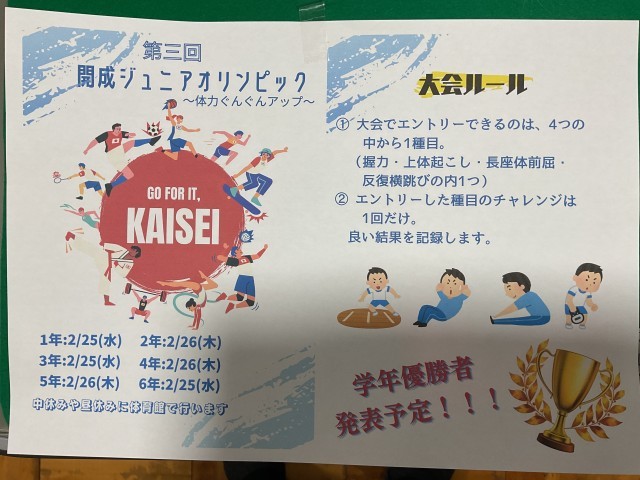 第三回
開成ジュニアオリンピック
～体力ぐんぐんアップ～
GO FOR IT,
KAISEI
1年:2/25(水) 2年:2/26(木)
3年:2/25(水) 4年:2/26(木)
5年:2/26(木) 6年:2/25(水)
中休みや昼休みに体育館で行います
大会ルール
① 大会でエントリーできるのは、4つの
中から1種目。
（握力・上体起こし・長座体前屈・
反復横跳びの内1つ）
② エントリーした種目のチャレンジは
1回だけ。
良い結果を記録します。
学年優勝者
発表予定！！！